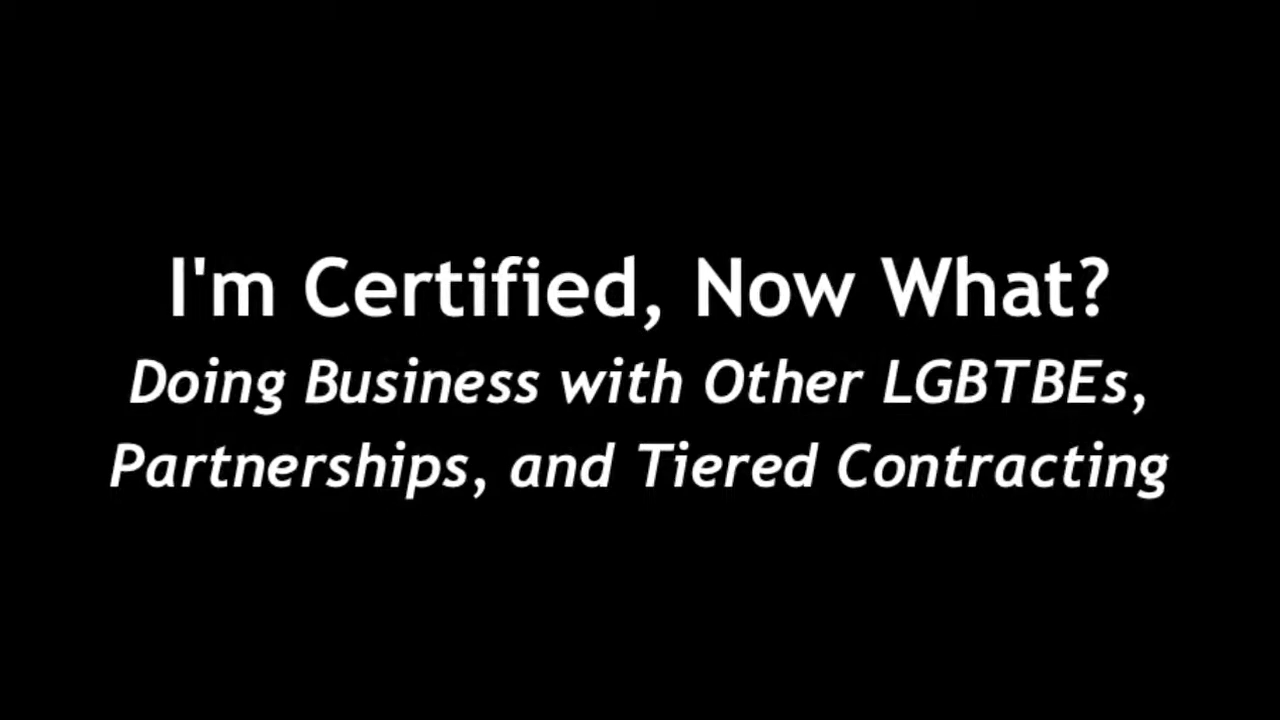 I'm Certified, Now What?
Doing Business with Other LGBTBEs,
Partnerships, and Tiered Contracting